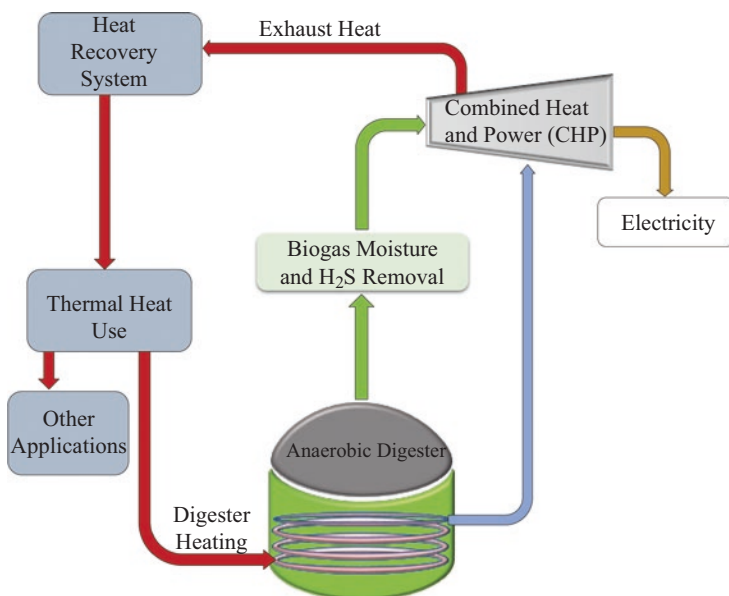 Heat
Recovery
System
Exhaust Heat
Combined Heat
and Power (CHP)
Electricity
Biogas Moisture
and H₂S Removal
Thermal Heat
Use
Other
Applications
Anaerobic Digester
Digester
Heating